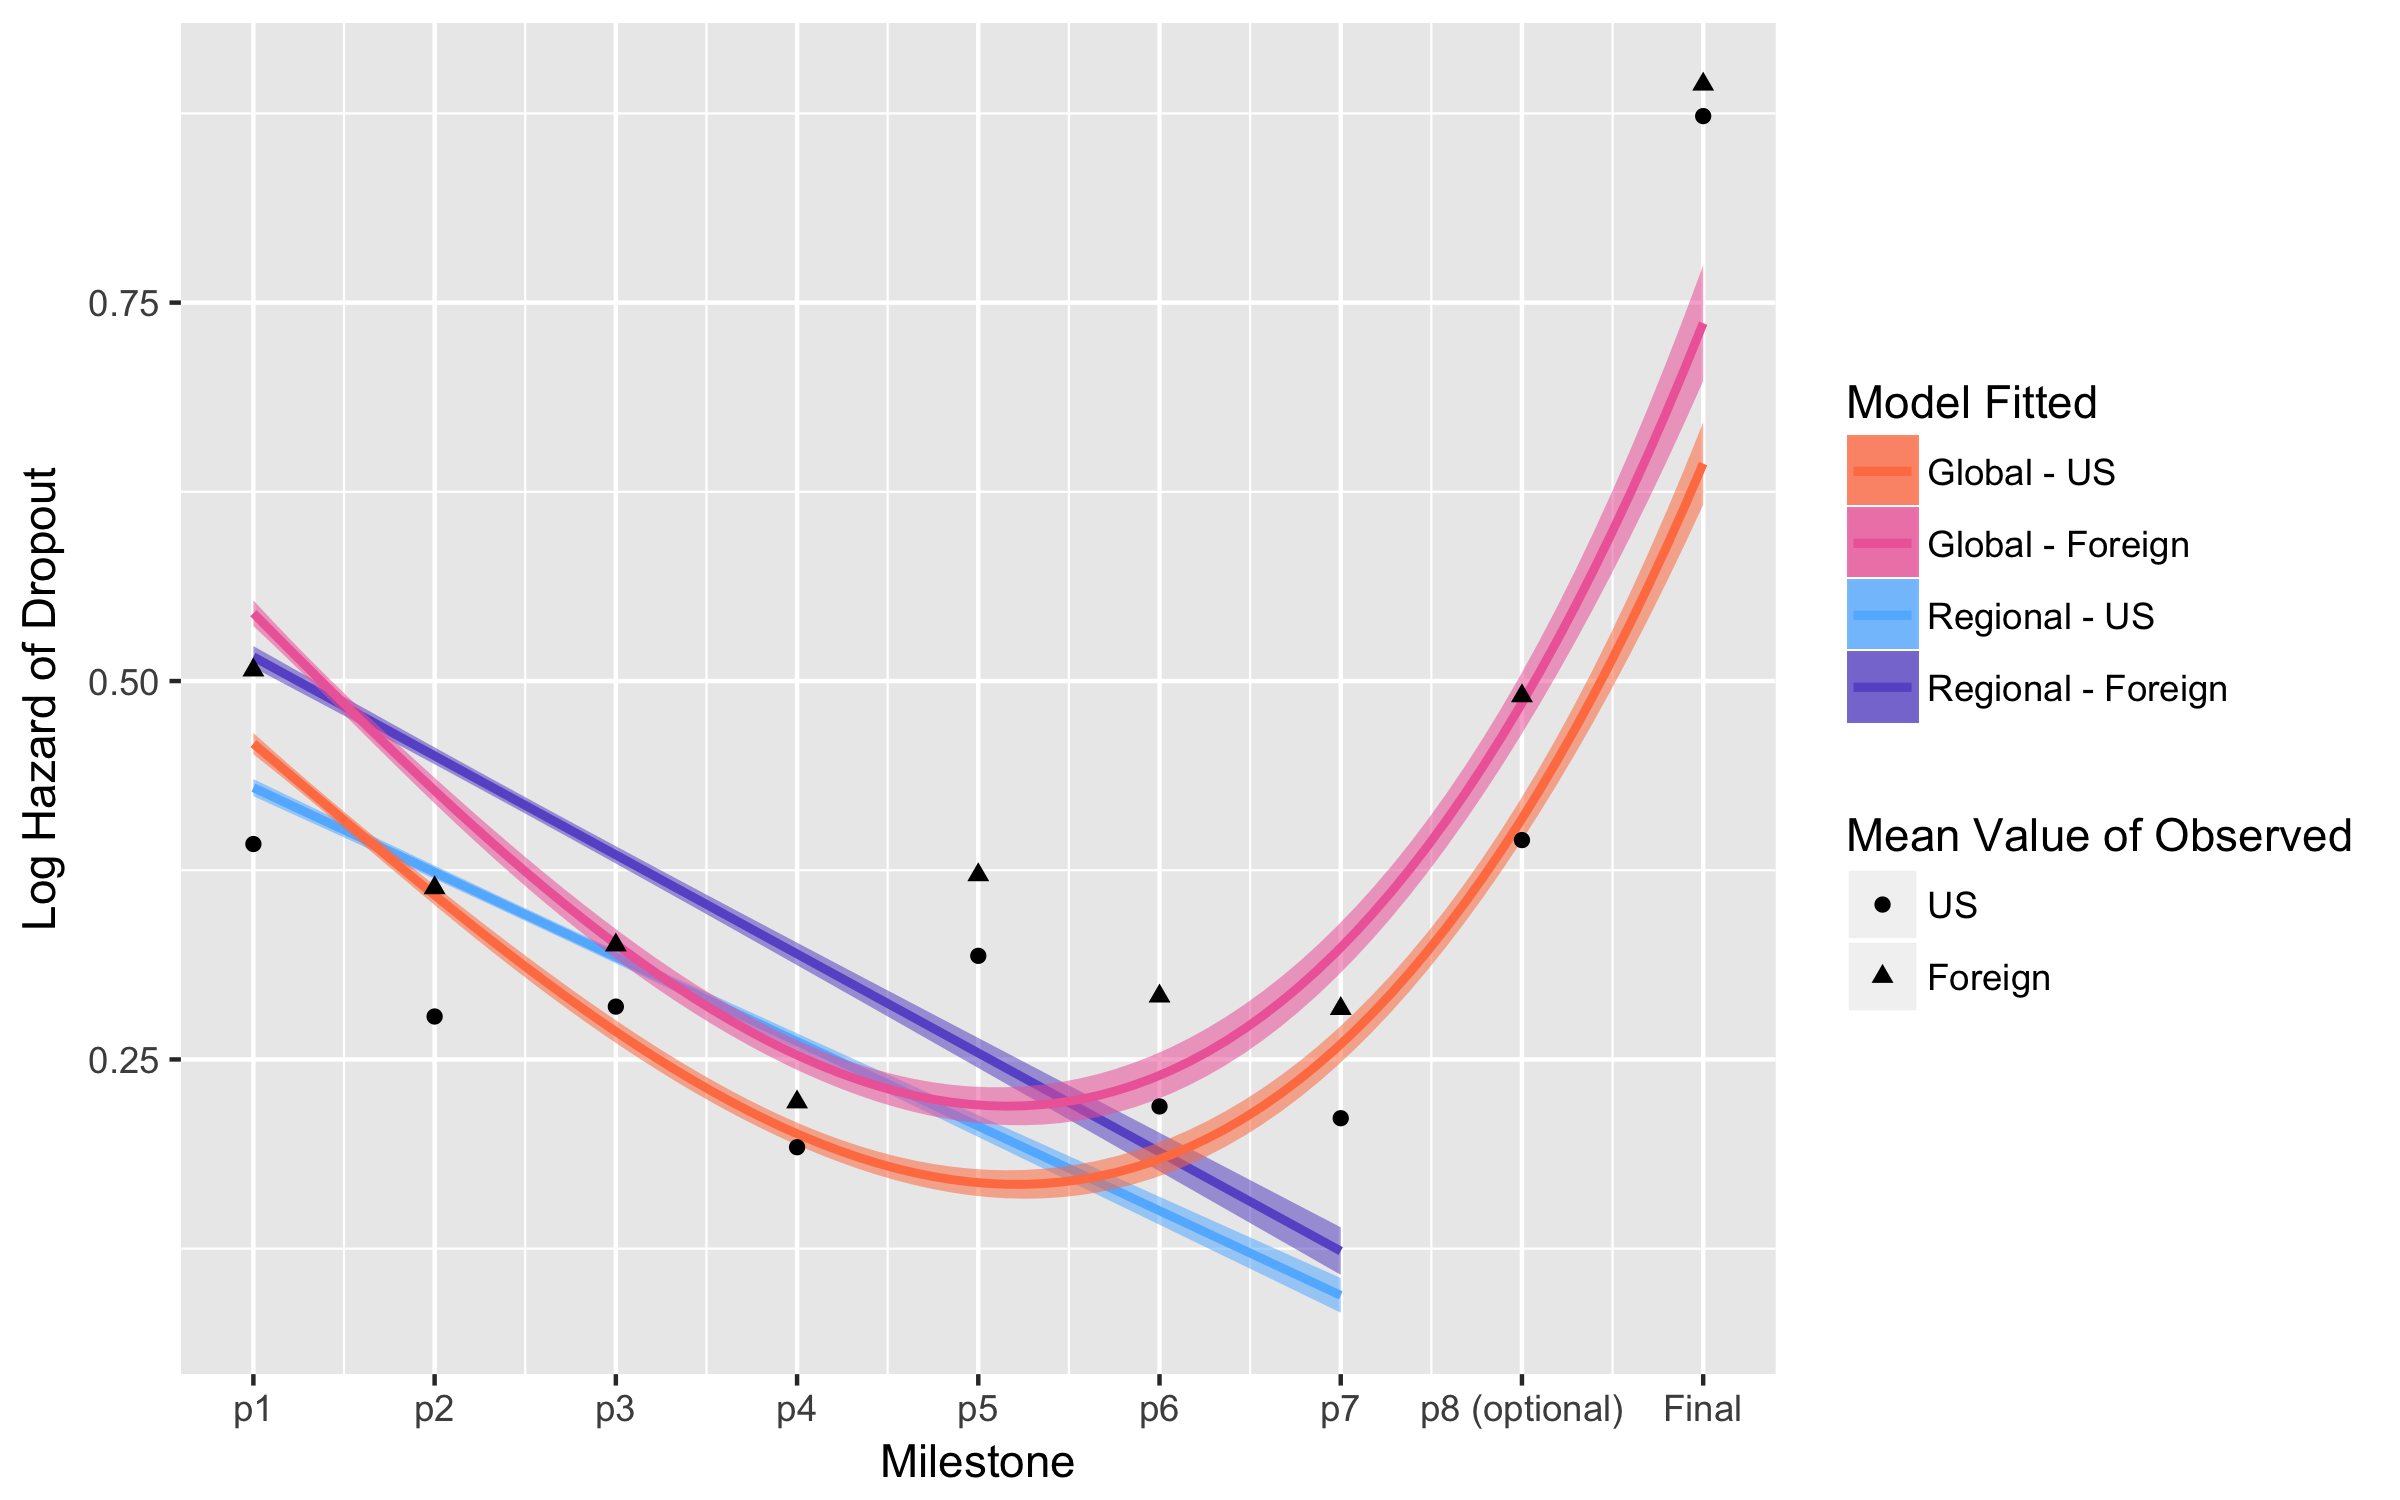 0.75
0.50
0.25
Log Hazard of Dropout
p1 p2 p3 p4 p5 p6 p7 p8 (optional) Final
Milestone
Model Fitted
Global - US
Global - Foreign
Regional - US
Regional - Foreign
Mean Value of Observed
US
Foreign